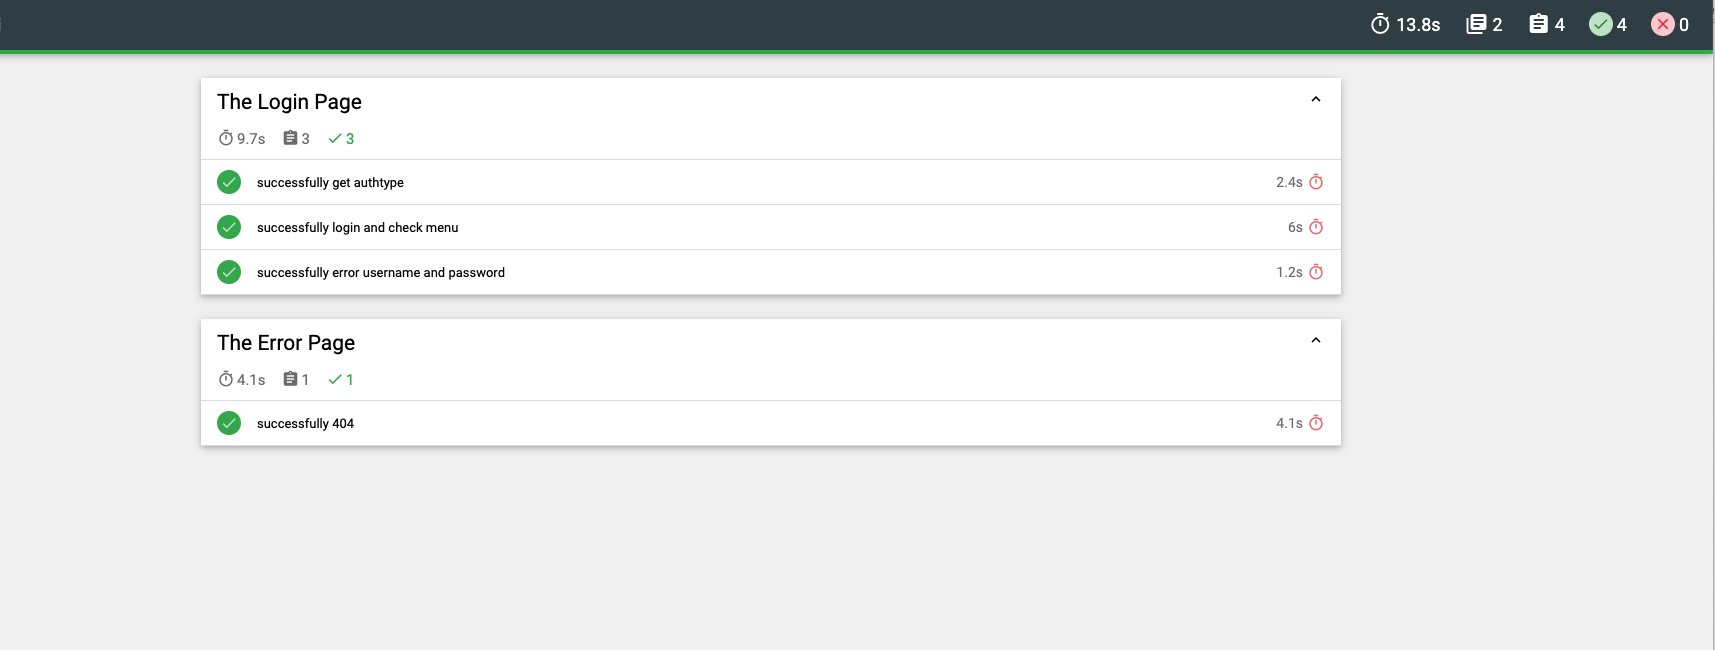 13.8s 2 4 4 0
The Login Page
9.7s 3 3
successfully get authtype 2.4s
successfully login and check menu 6s
successfully error username and password 1.2s
The Error Page
4.1s 1 1
successfully 404 4.1s